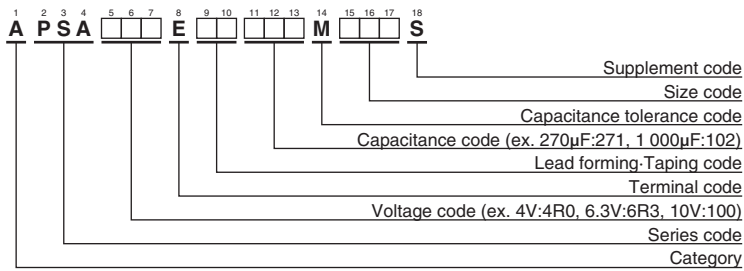 1 2 3 4 5 6 7 8 9 10 11 12 13 14 15 16 17 18
A P S A E M S
Supplement code
Size code
Capacitance tolerance code
Capacitance code (ex. 270μF:271, 1 000μF:102)
Lead forming·Taping code
Terminal code
Voltage code (ex. 4V:4R0, 6.3V:6R3, 10V:100)
Series code
Category